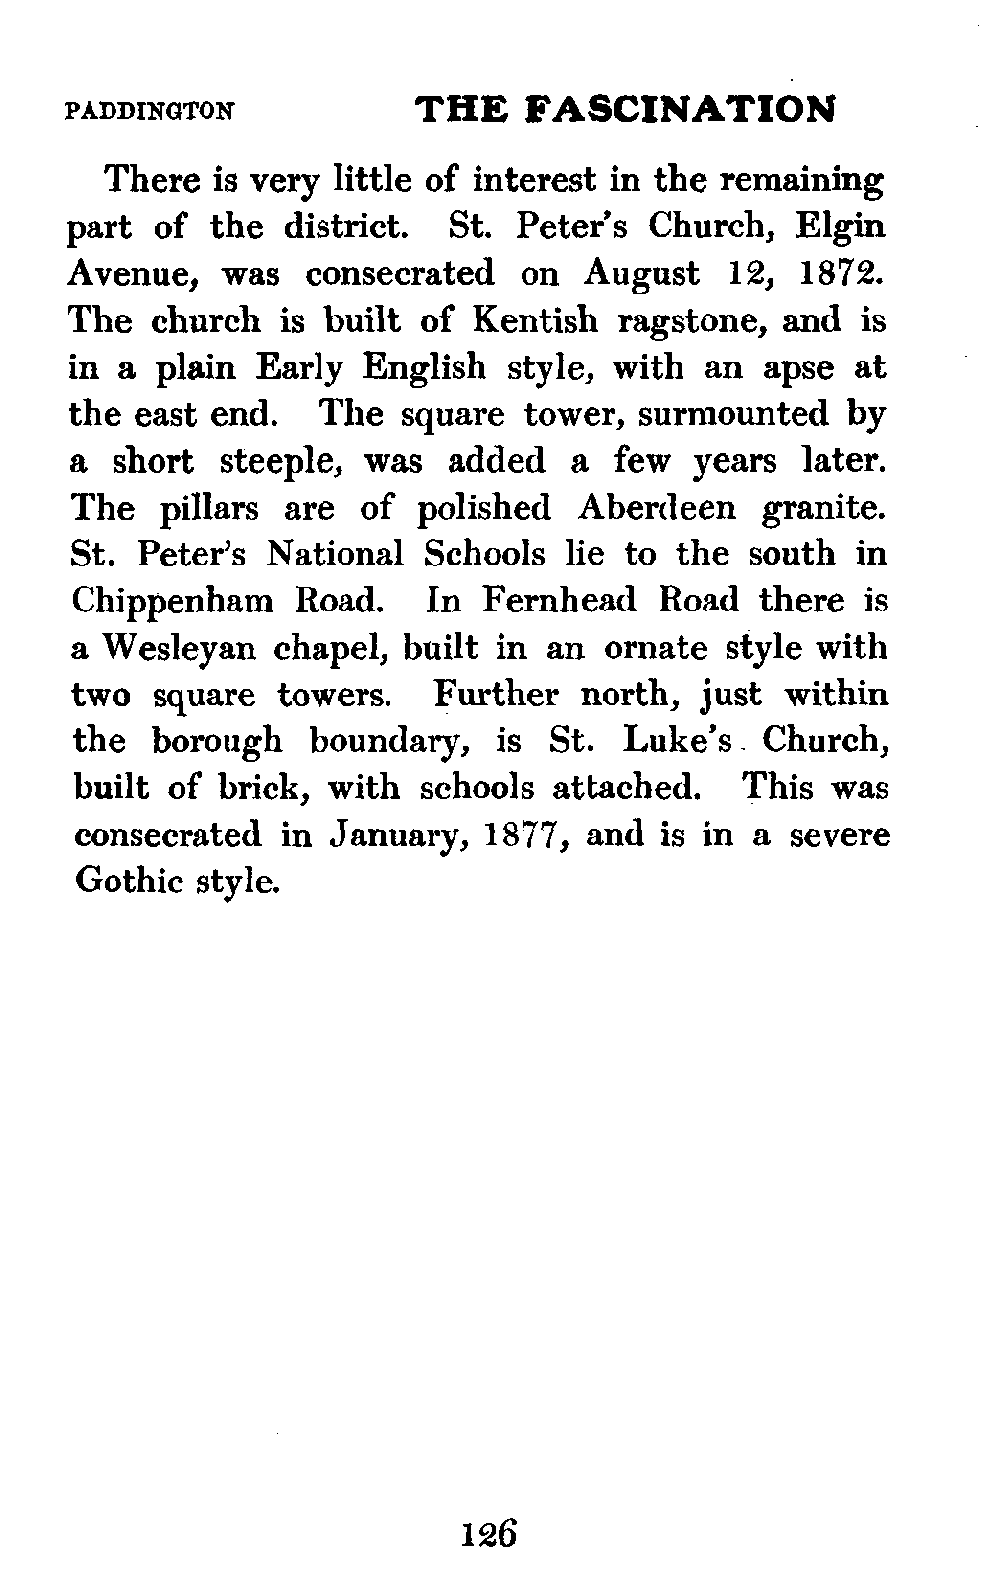 PADDINGTON THE FASCINATION
There is very little of interest in the remaining
part of the district. St. Peter's Church, Elgin
Avenue, was consecrated on August 12, 1872.
The church is built of Kentish ragstone, and is
in a plain Early English style, with an apse at
the east end. The square tower, surmounted by
a short steeple, was added a few years later.
The pillars are of polished Aberdeen granite.
St. Peter's National Schools lie to the south in
Chippenham Road. In Fernhead Road there is
a Wesleyan chapel, built in an ornate style with
two square towers. Further north, just within
the borough boundary, is St. Luke's Church,
built of brick, with schools attached. This was
consecrated in January, 1877, and is in a severe
Gothic style.
126